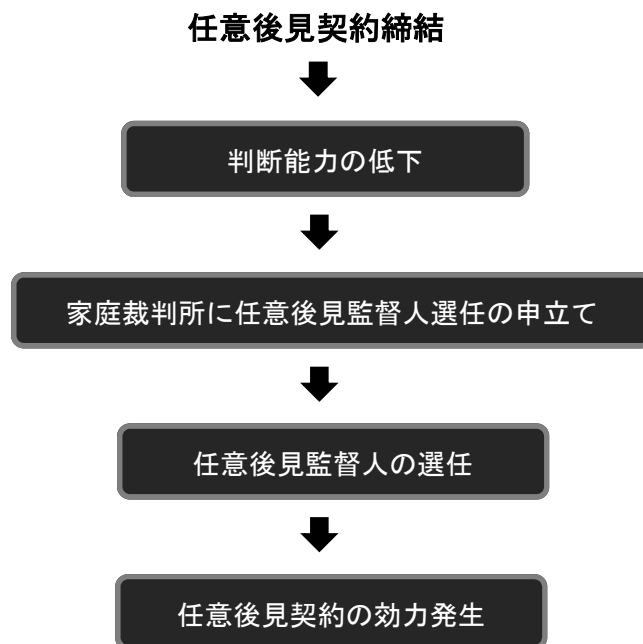 任意後見契約締結
判断能力の低下
家庭裁判所に任意後見監督人選任の申立て
任意後見監督人の選任
任意後見契約の効力発生